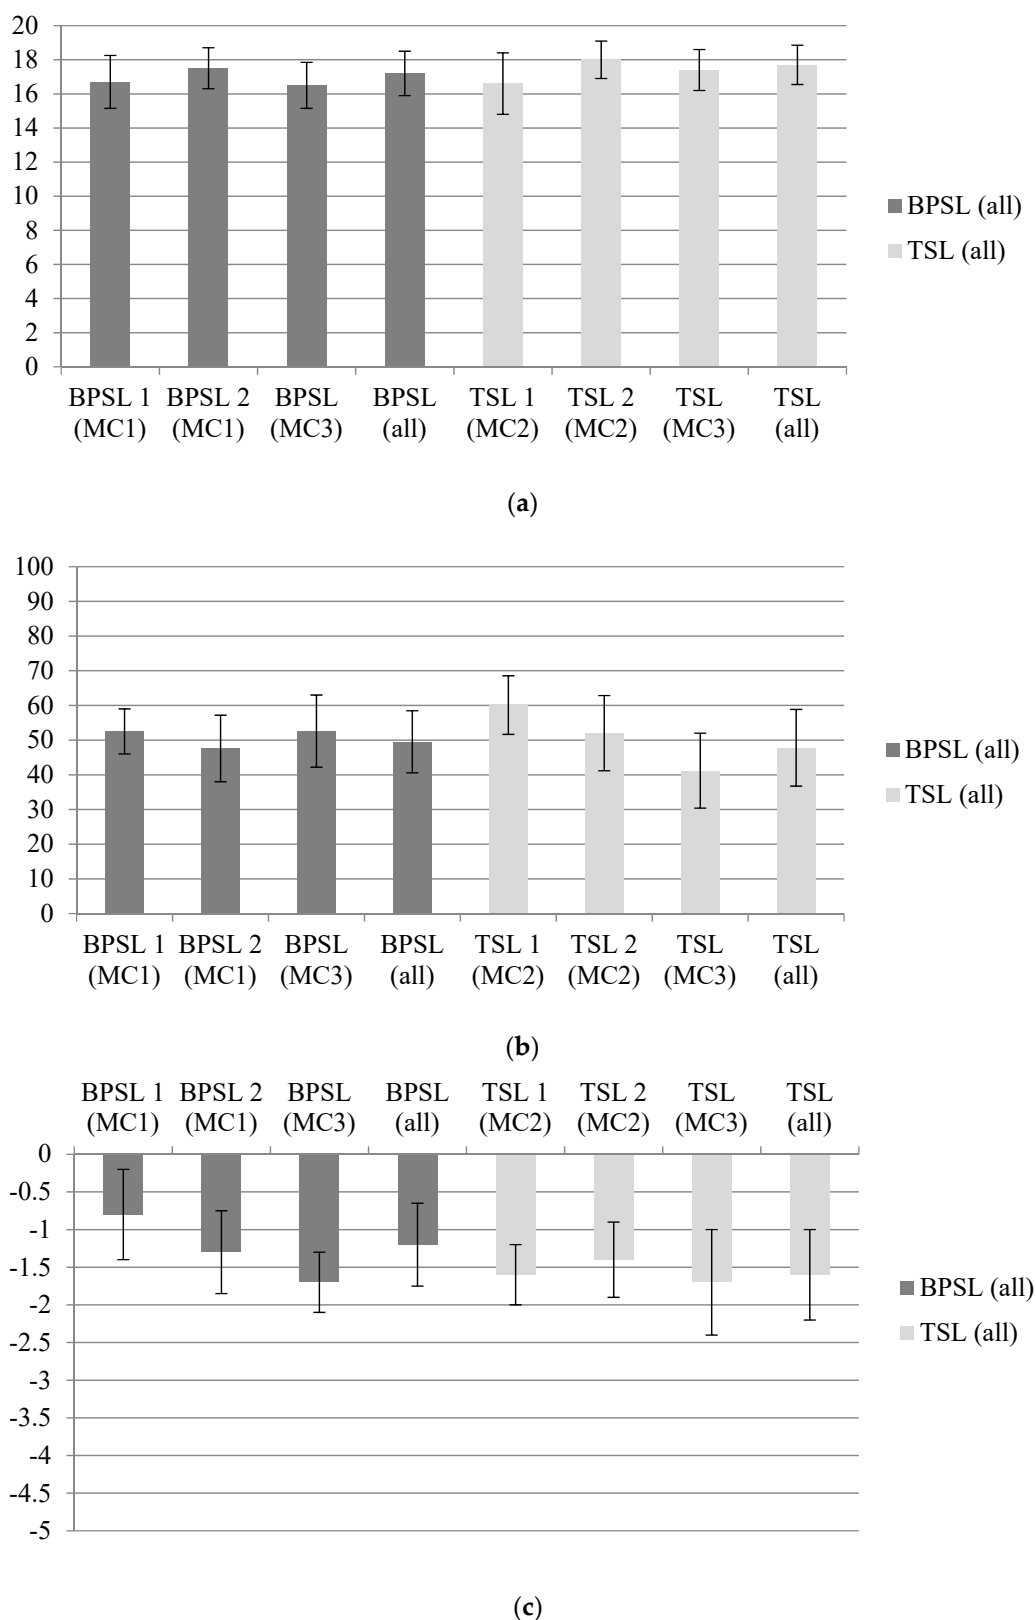 20
18
16
14
12
10
8
6
4
2
0
BPSL 1 BPSL 2 BPSL BPSL TSL 1 TSL 2 TSL TSL
(MC1) (MC1) (MC3) (all) (MC2) (MC2) (MC3) (all)
BPSL (all)
TSL (all)
(a)
100
90
80
70
60
50
40
30
20
10
0
BPSL 1 BPSL 2 BPSL BPSL TSL 1 TSL 2 TSL TSL
(MC1) (MC1) (MC3) (all) (MC2) (MC2) (MC3) (all)
BPSL (all)
TSL (all)
(b)
BPSL 1 BPSL 2 BPSL BPSL TSL 1 TSL 2 TSL TSL
(MC1) (MC1) (MC3) (all) (MC2) (MC2) (MC3) (all)
0
-0.5
-1
-1.5
-2
-2.5
-3
-3.5
-4
-4.5
-5
BPSL (all)
TSL (all)
(c)